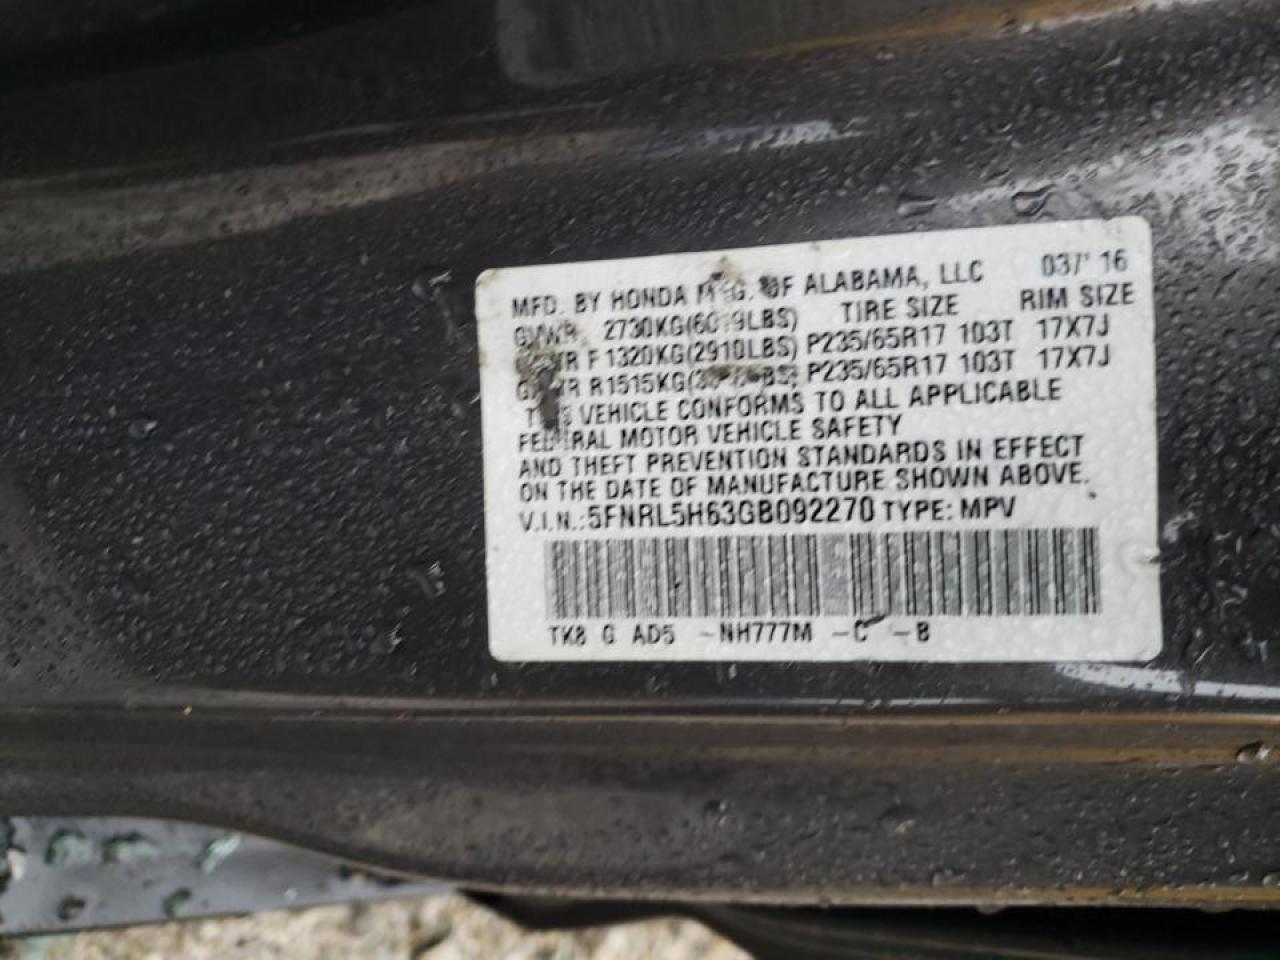 MFD. BY HONDA OF ALABAMA, LLC 03/'16
GVWR 2730KG TIRE SIZE RIM SIZE
F 1320KG(2910LBS) P235/65R17 103T 17X7J
R 1515KG P235/65R17 103T 17X7J
THIS VEHICLE CONFORMS TO ALL APPLICABLE
FEDERAL MOTOR VEHICLE SAFETY
AND THEFT PREVENTION STANDARDS IN EFFECT
ON THE DATE OF MANUFACTURE SHOWN ABOVE.
V.I.N.:5FNRL5H63GB092270 TYPE: MPV
TK8 G AD5 -NH777M -C -B